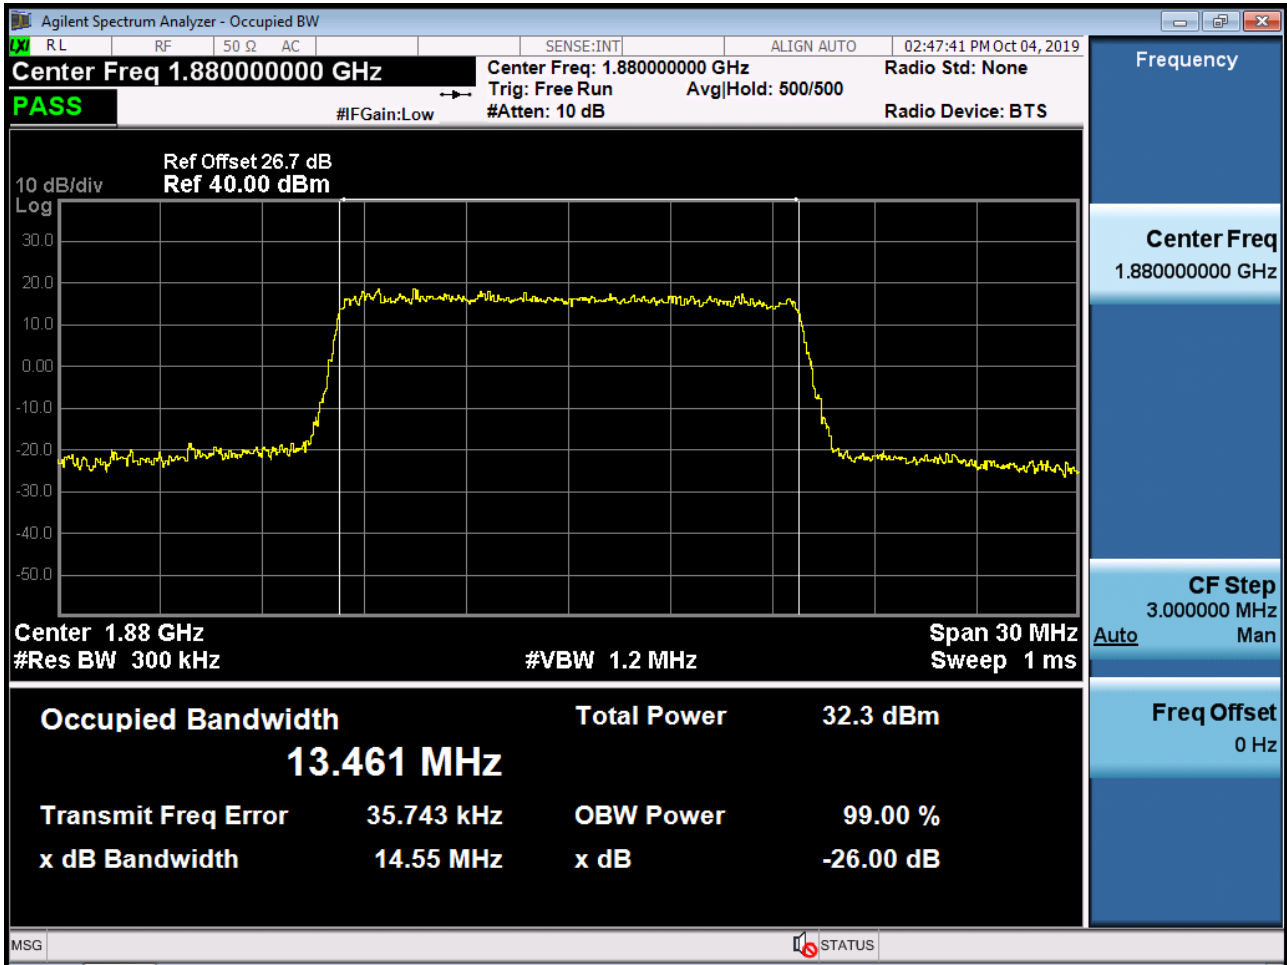 Agilent Spectrum Analyzer - Occupied BW
LXI RL RF 50 Ω AC SENSE:INT ALIGN AUTO 02:47:41 PM Oct 04, 2019
Center Freq 1.880000000 GHz
PASS
#IFGain:Low
Center Freq: 1.880000000 GHz
Trig: Free Run Avg|Hold: 500/500
#Atten: 10 dB
Radio Std: None
Radio Device: BTS
Ref Offset 26.7 dB
10 dB/div Ref 40.00 dBm
Log
30.0
20.0
10.0
0.00
-10.0
-20.0
-30.0
-40.0
-50.0
Center 1.88 GHz Span 30 MHz
#Res BW 300 kHz #VBW 1.2 MHz Sweep 1 ms
Occupied Bandwidth Total Power 32.3 dBm
13.461 MHz
Transmit Freq Error 35.743 kHz OBW Power 99.00 %
x dB Bandwidth 14.55 MHz x dB -26.00 dB
MSG STATUS
Frequency
Center Freq
1.880000000 GHz
CF Step
3.000000 MHz
Auto Man
Freq Offset
0 Hz